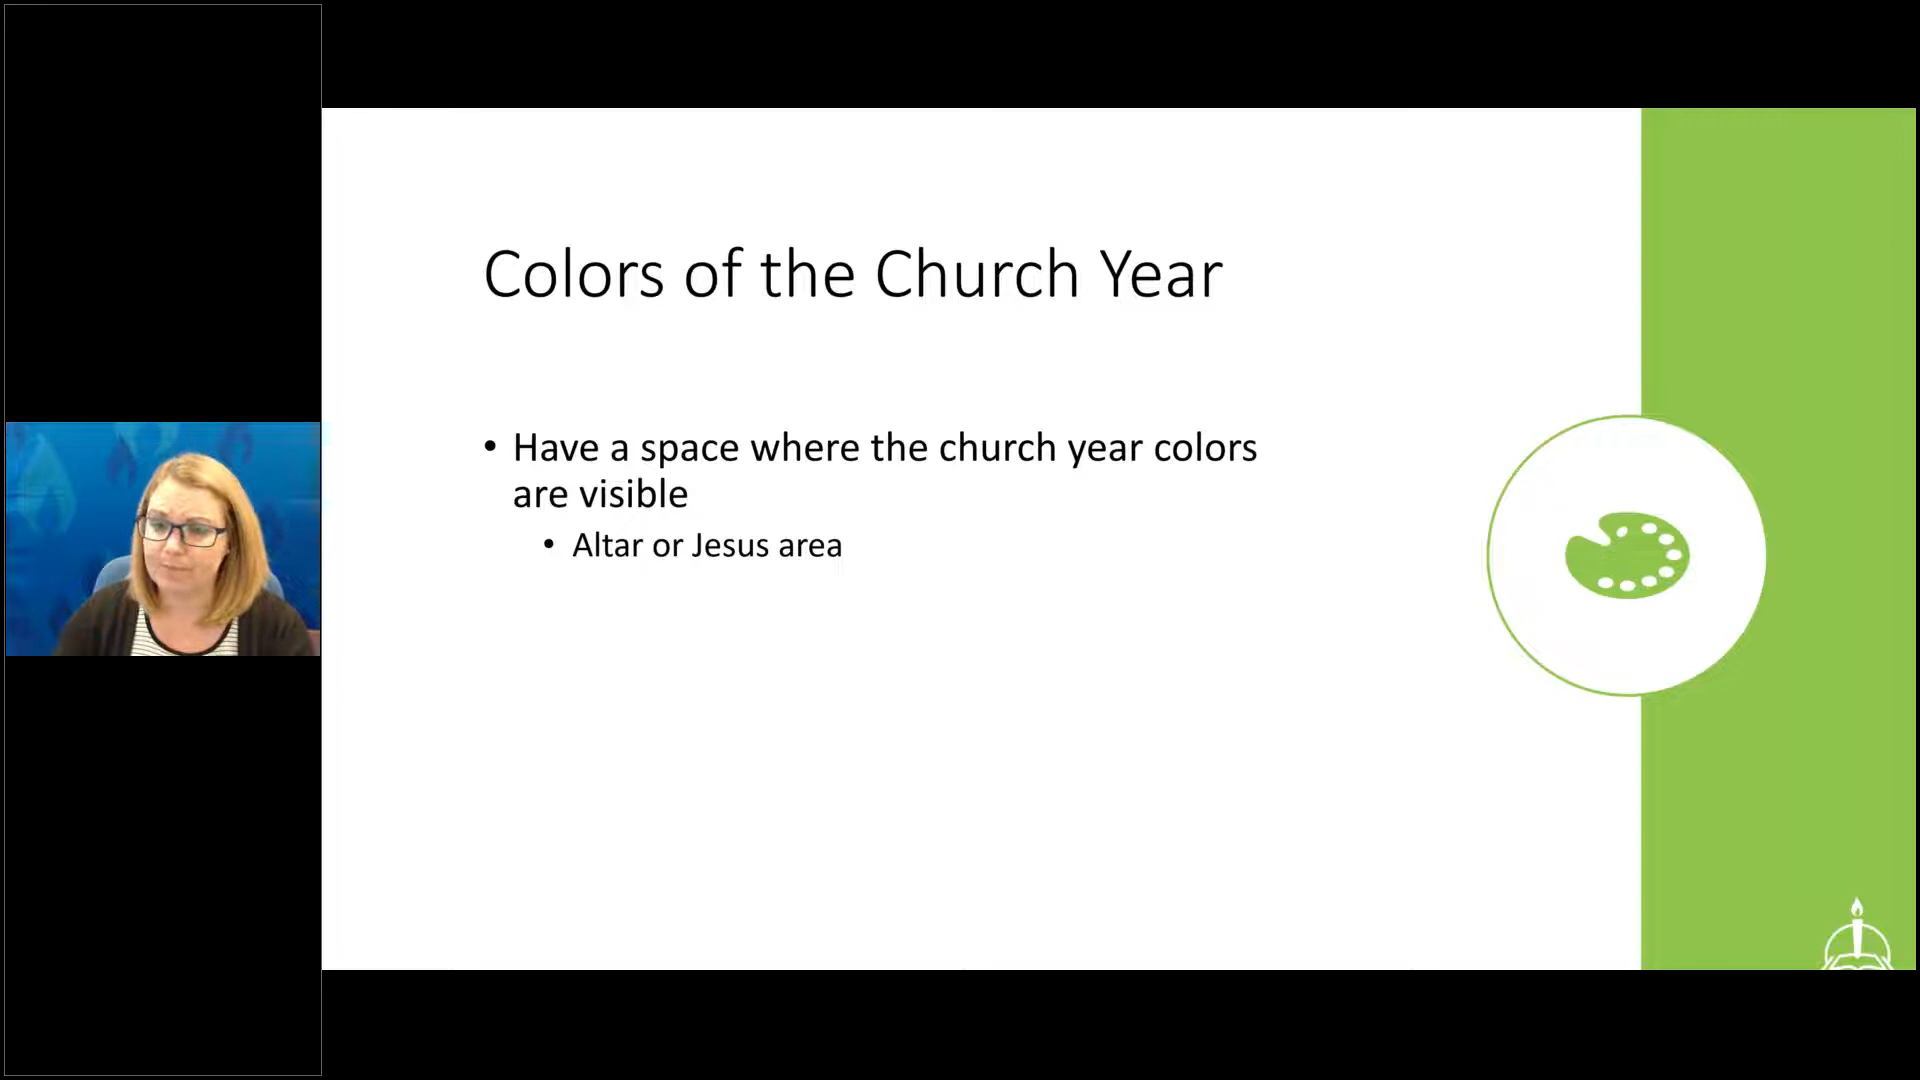 Colors of the Church Year
• Have a space where the church year colors
are visible
• Altar or Jesus area